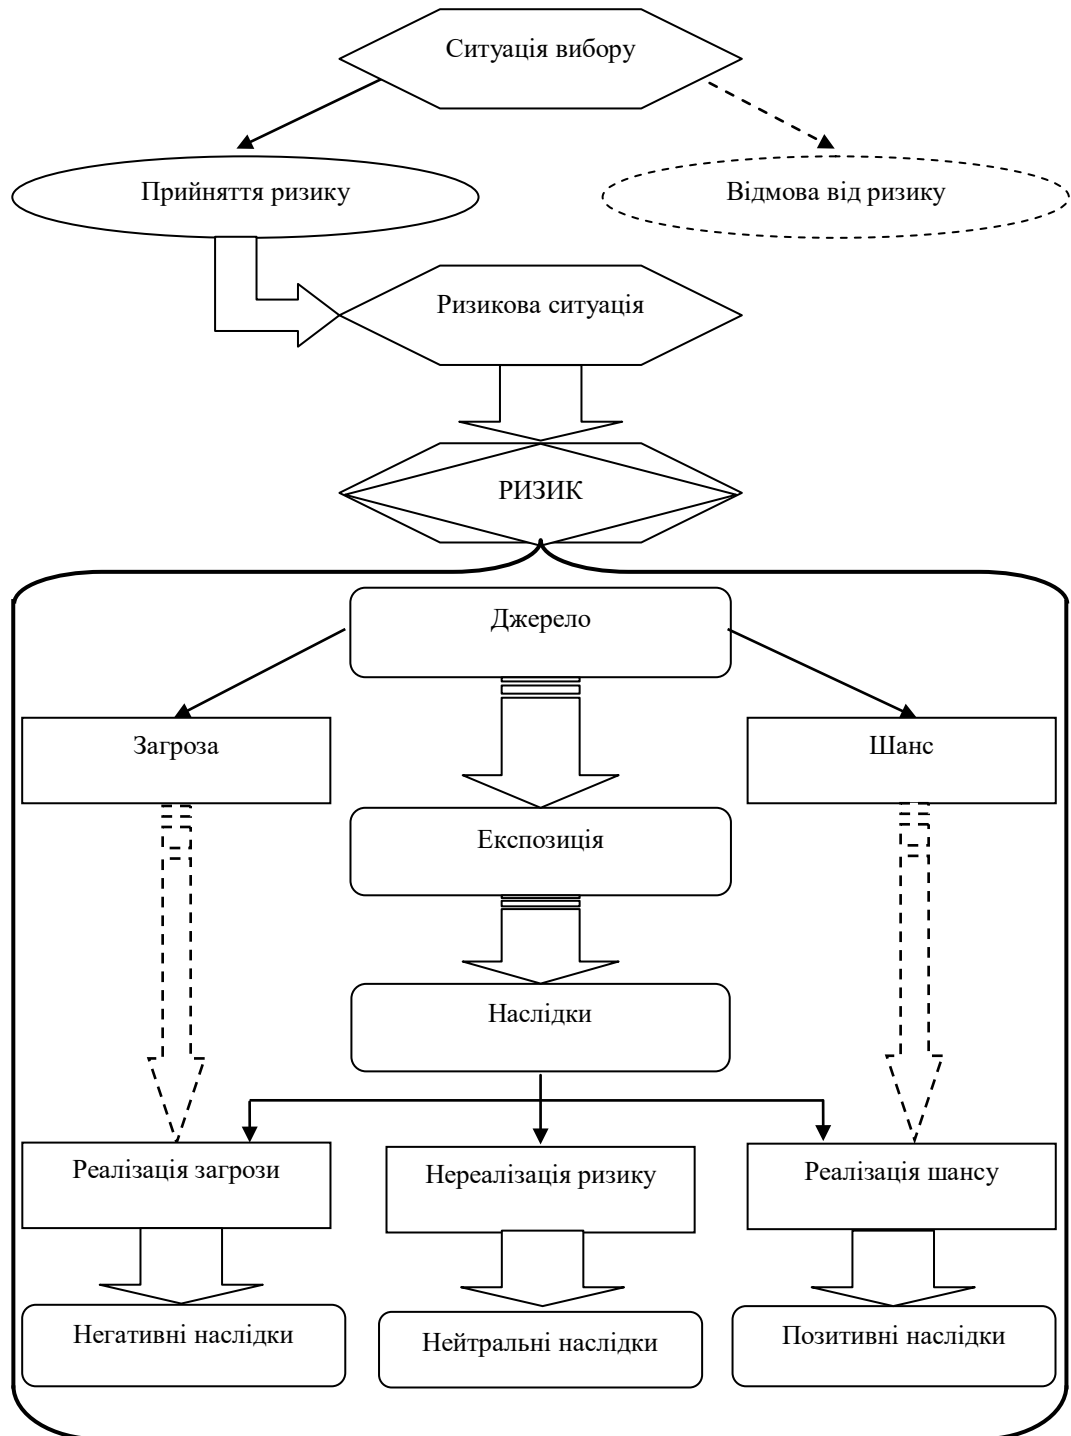 Ситуація вибору
Прийняття ризику
Відмова від ризику
Ризикова ситуація
РИЗИК
Джерело
Загроза
Шанс
Експозиція
Наслідки
Реалізація загрози
Нереалізація ризику
Реалізація шансу
Негативні наслідки
Нейтральні наслідки
Позитивні наслідки